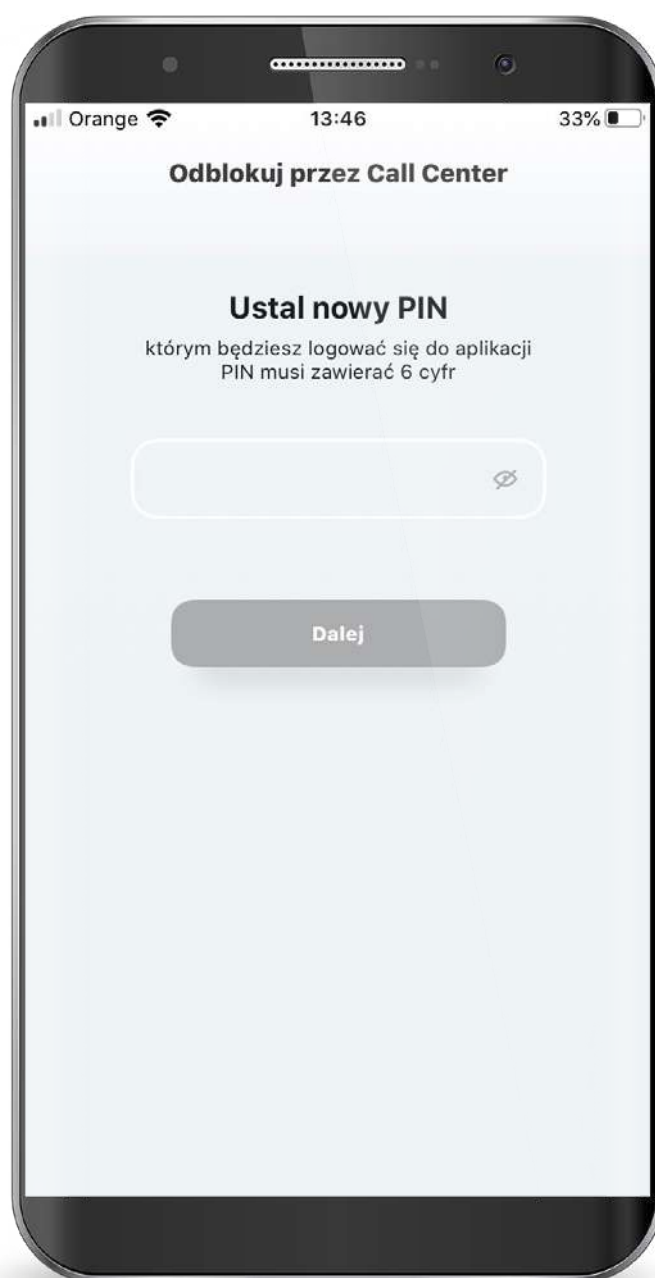 Orange 13:46 33%
Odblokuj przez Call Center
Ustal nowy PIN
którym będziesz logować się do aplikacji
PIN musi zawierać 6 cyfr
Dalej